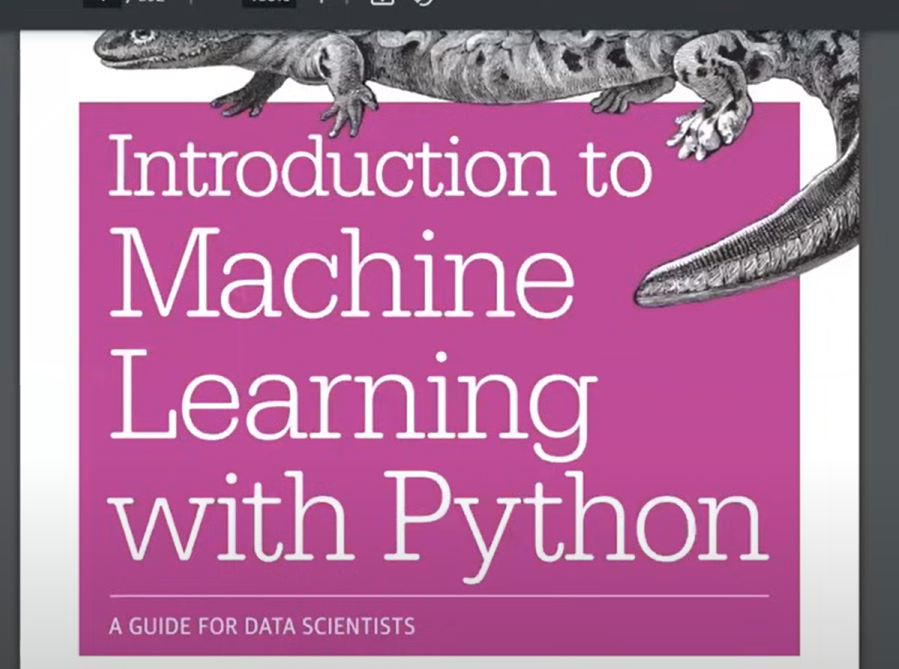 Introduction to
Machine
Learning
with Python
A GUIDE FOR DATA SCIENTISTS